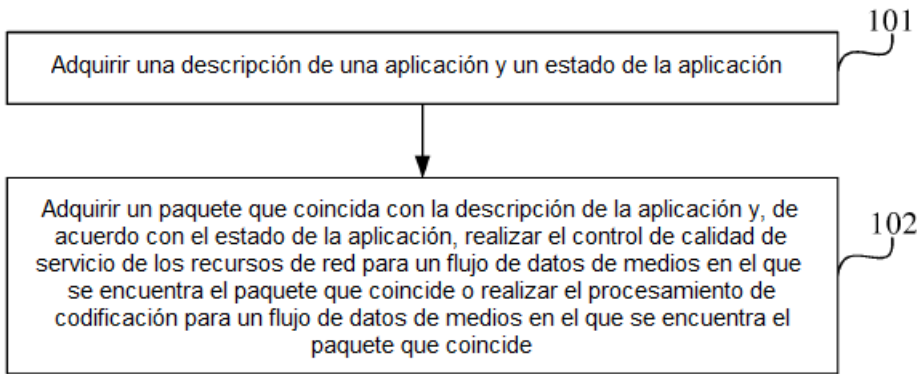 101
Adquirir una descripción de una aplicación y un estado de la aplicación
Adquirir un paquete que coincida con la descripción de la aplicación y, de
acuerdo con el estado de la aplicación, realizar el control de calidad de
servicio de los recursos de red para un flujo de datos de medios en el que
se encuentra el paquete que coincide o realizar el procesamiento de
codificación para un flujo de datos de medios en el que se encuentra el
paquete que coincide
102